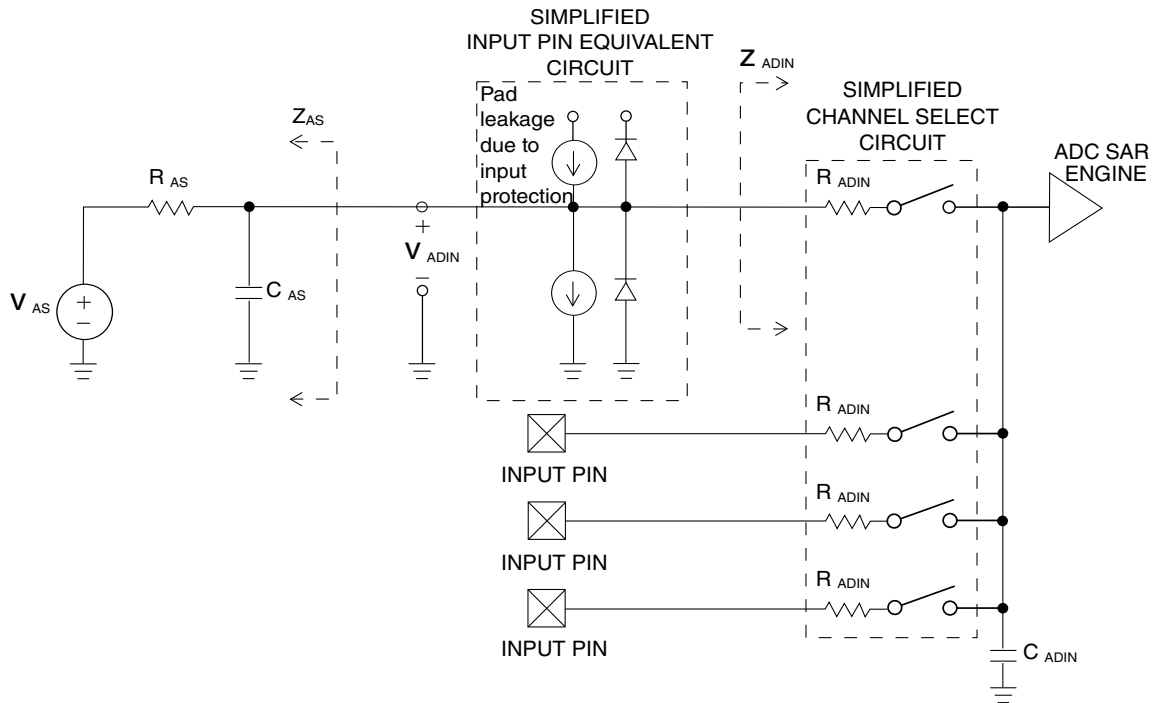 SIMPLIFIED
INPUT PIN EQUIVALENT
CIRCUIT
Pad
leakage
due to
input
protection
Z ADIN
SIMPLIFIED
CHANNEL SELECT
CIRCUIT
ADC SAR
ENGINE
ZAS
R AS
R ADIN
+
V ADIN
–
C AS
V AS
+
–
R ADIN
INPUT PIN
R ADIN
INPUT PIN
R ADIN
INPUT PIN
C ADIN